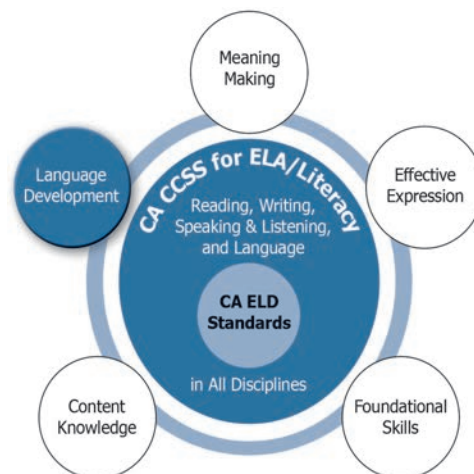 Meaning
Making
Language
Development
Effective
Expression
CA CCSS for ELA/Literacy
Reading, Writing,
Speaking & Listening,
and Language
CA ELD
Standards
in All Disciplines
Content
Knowledge
Foundational
Skills